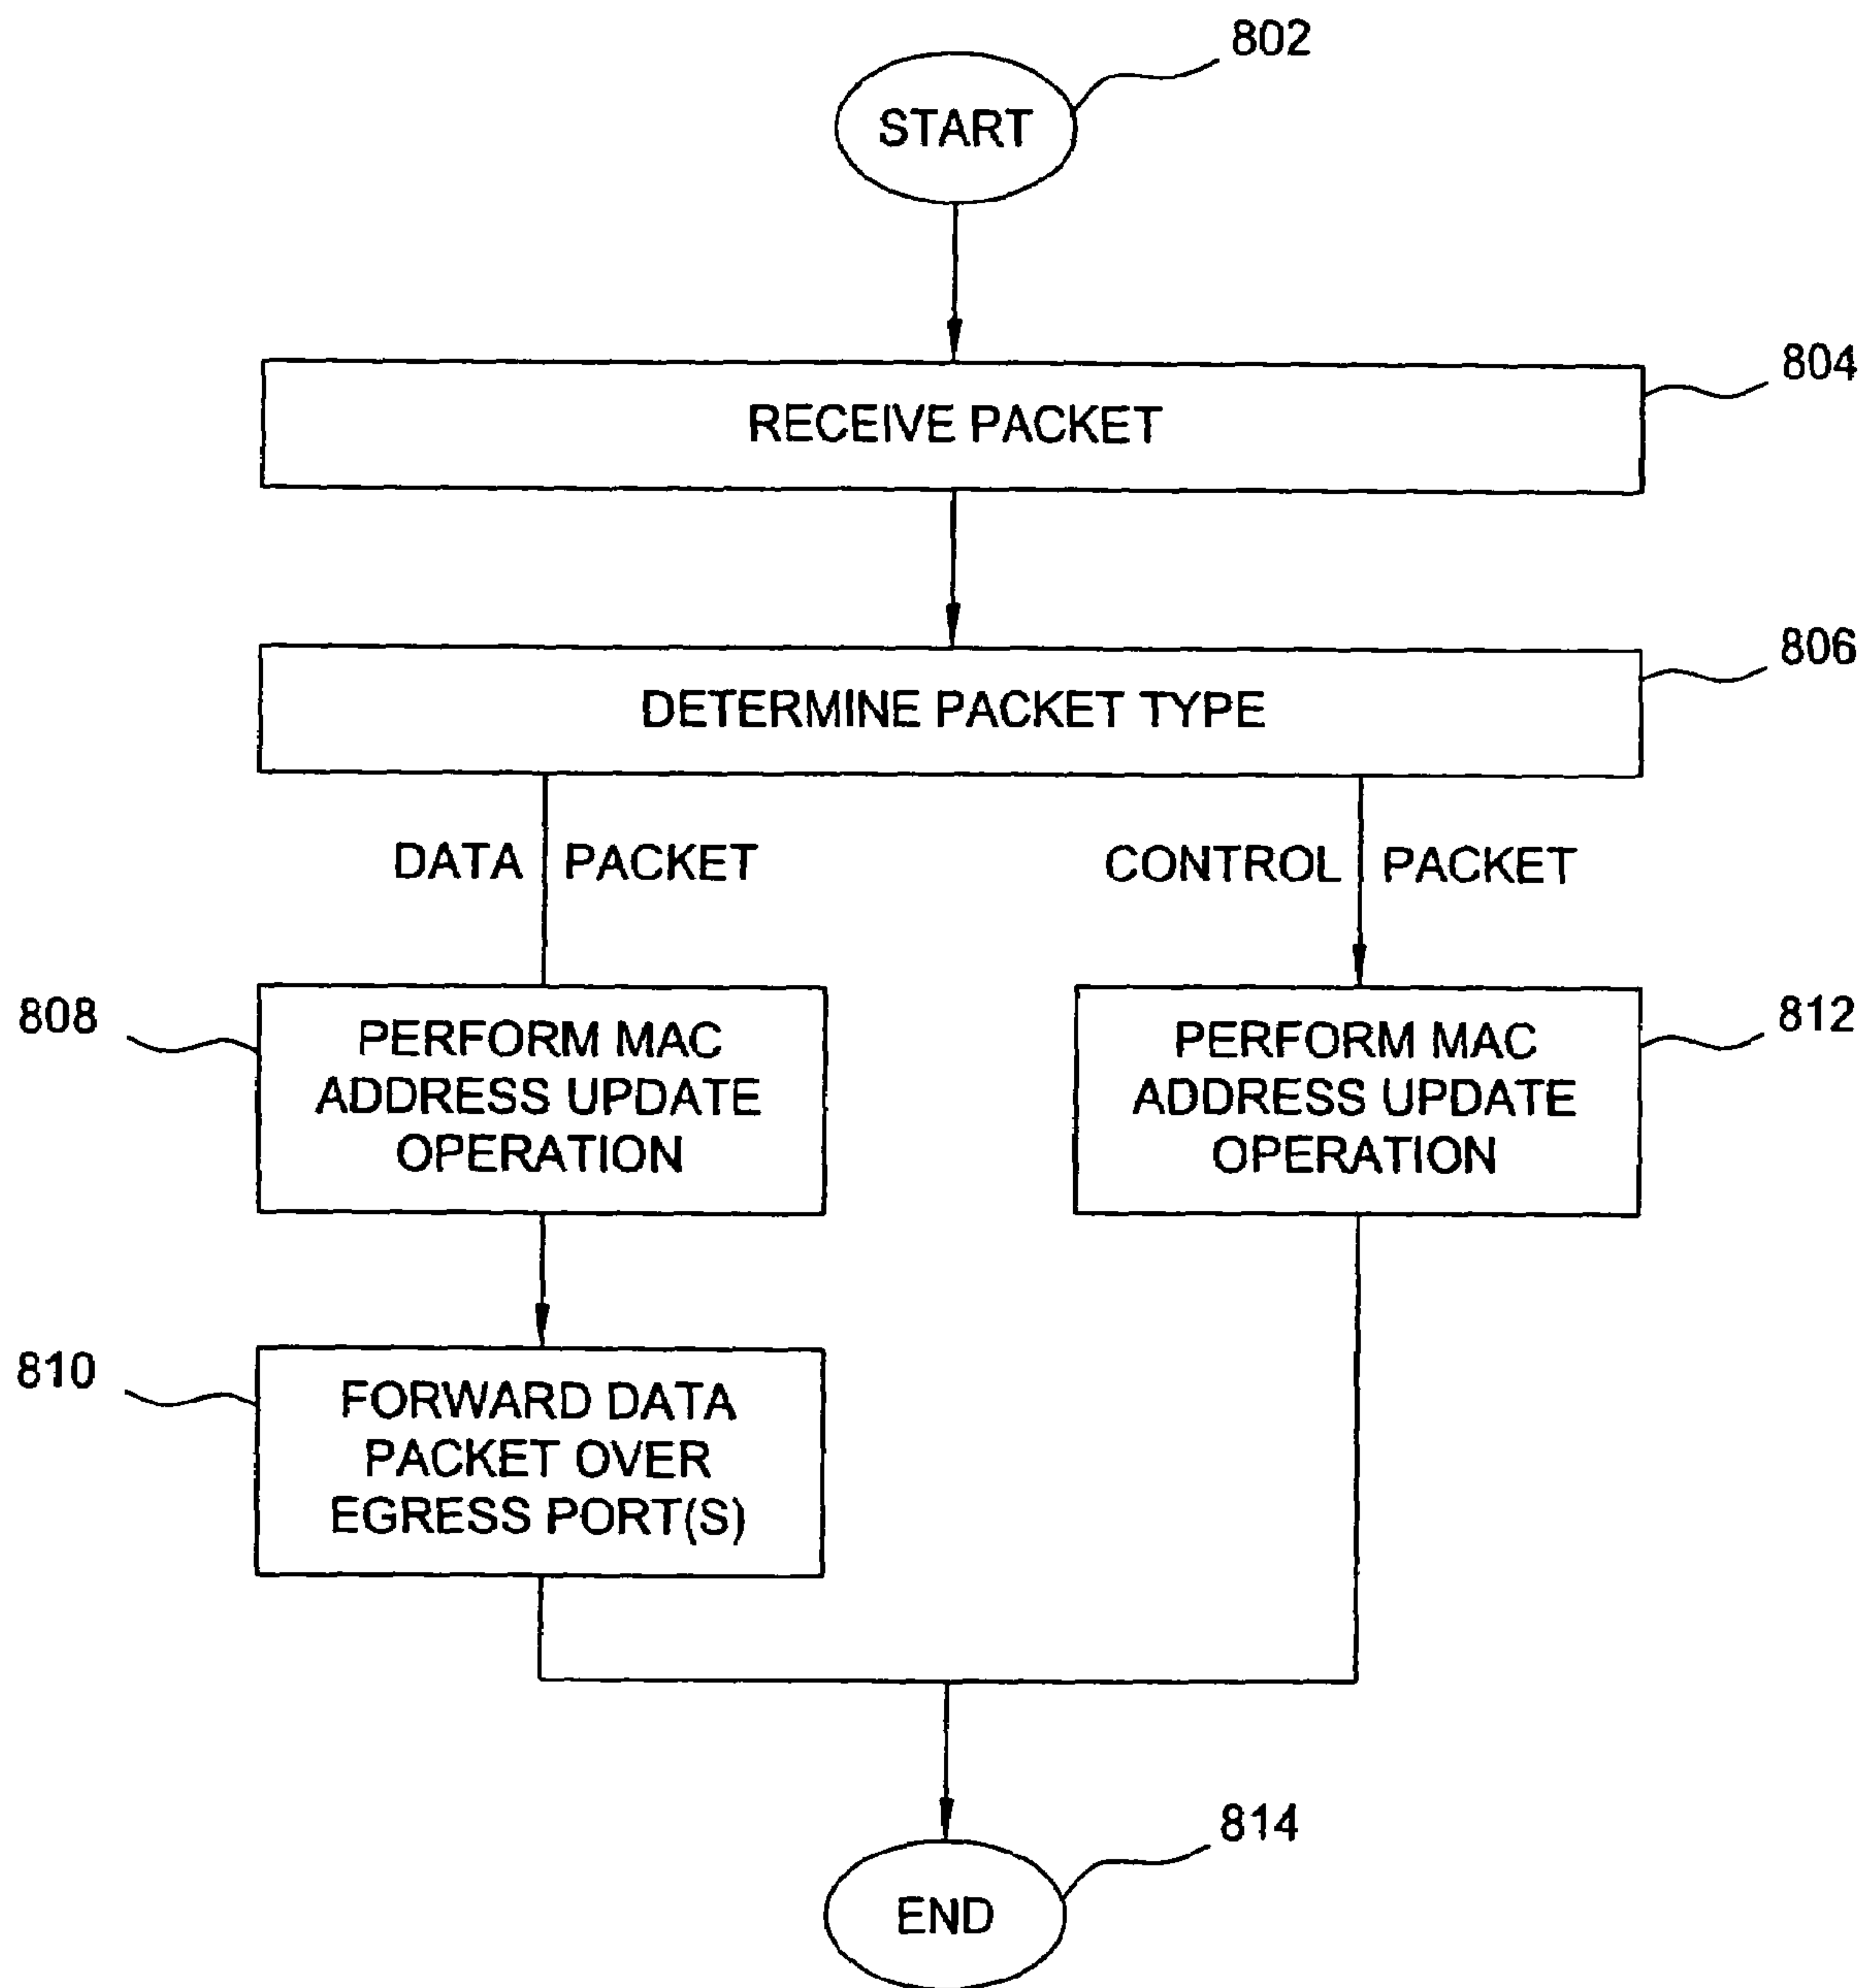 802
START
804
RECEIVE PACKET
806
DETERMINE PACKET TYPE
DATA PACKET
CONTROL PACKET
808
PERFORM MAC
ADDRESS UPDATE
OPERATION
812
PERFORM MAC
ADDRESS UPDATE
OPERATION
810
FORWARD DATA
PACKET OVER
EGRESS PORT(S)
814
END